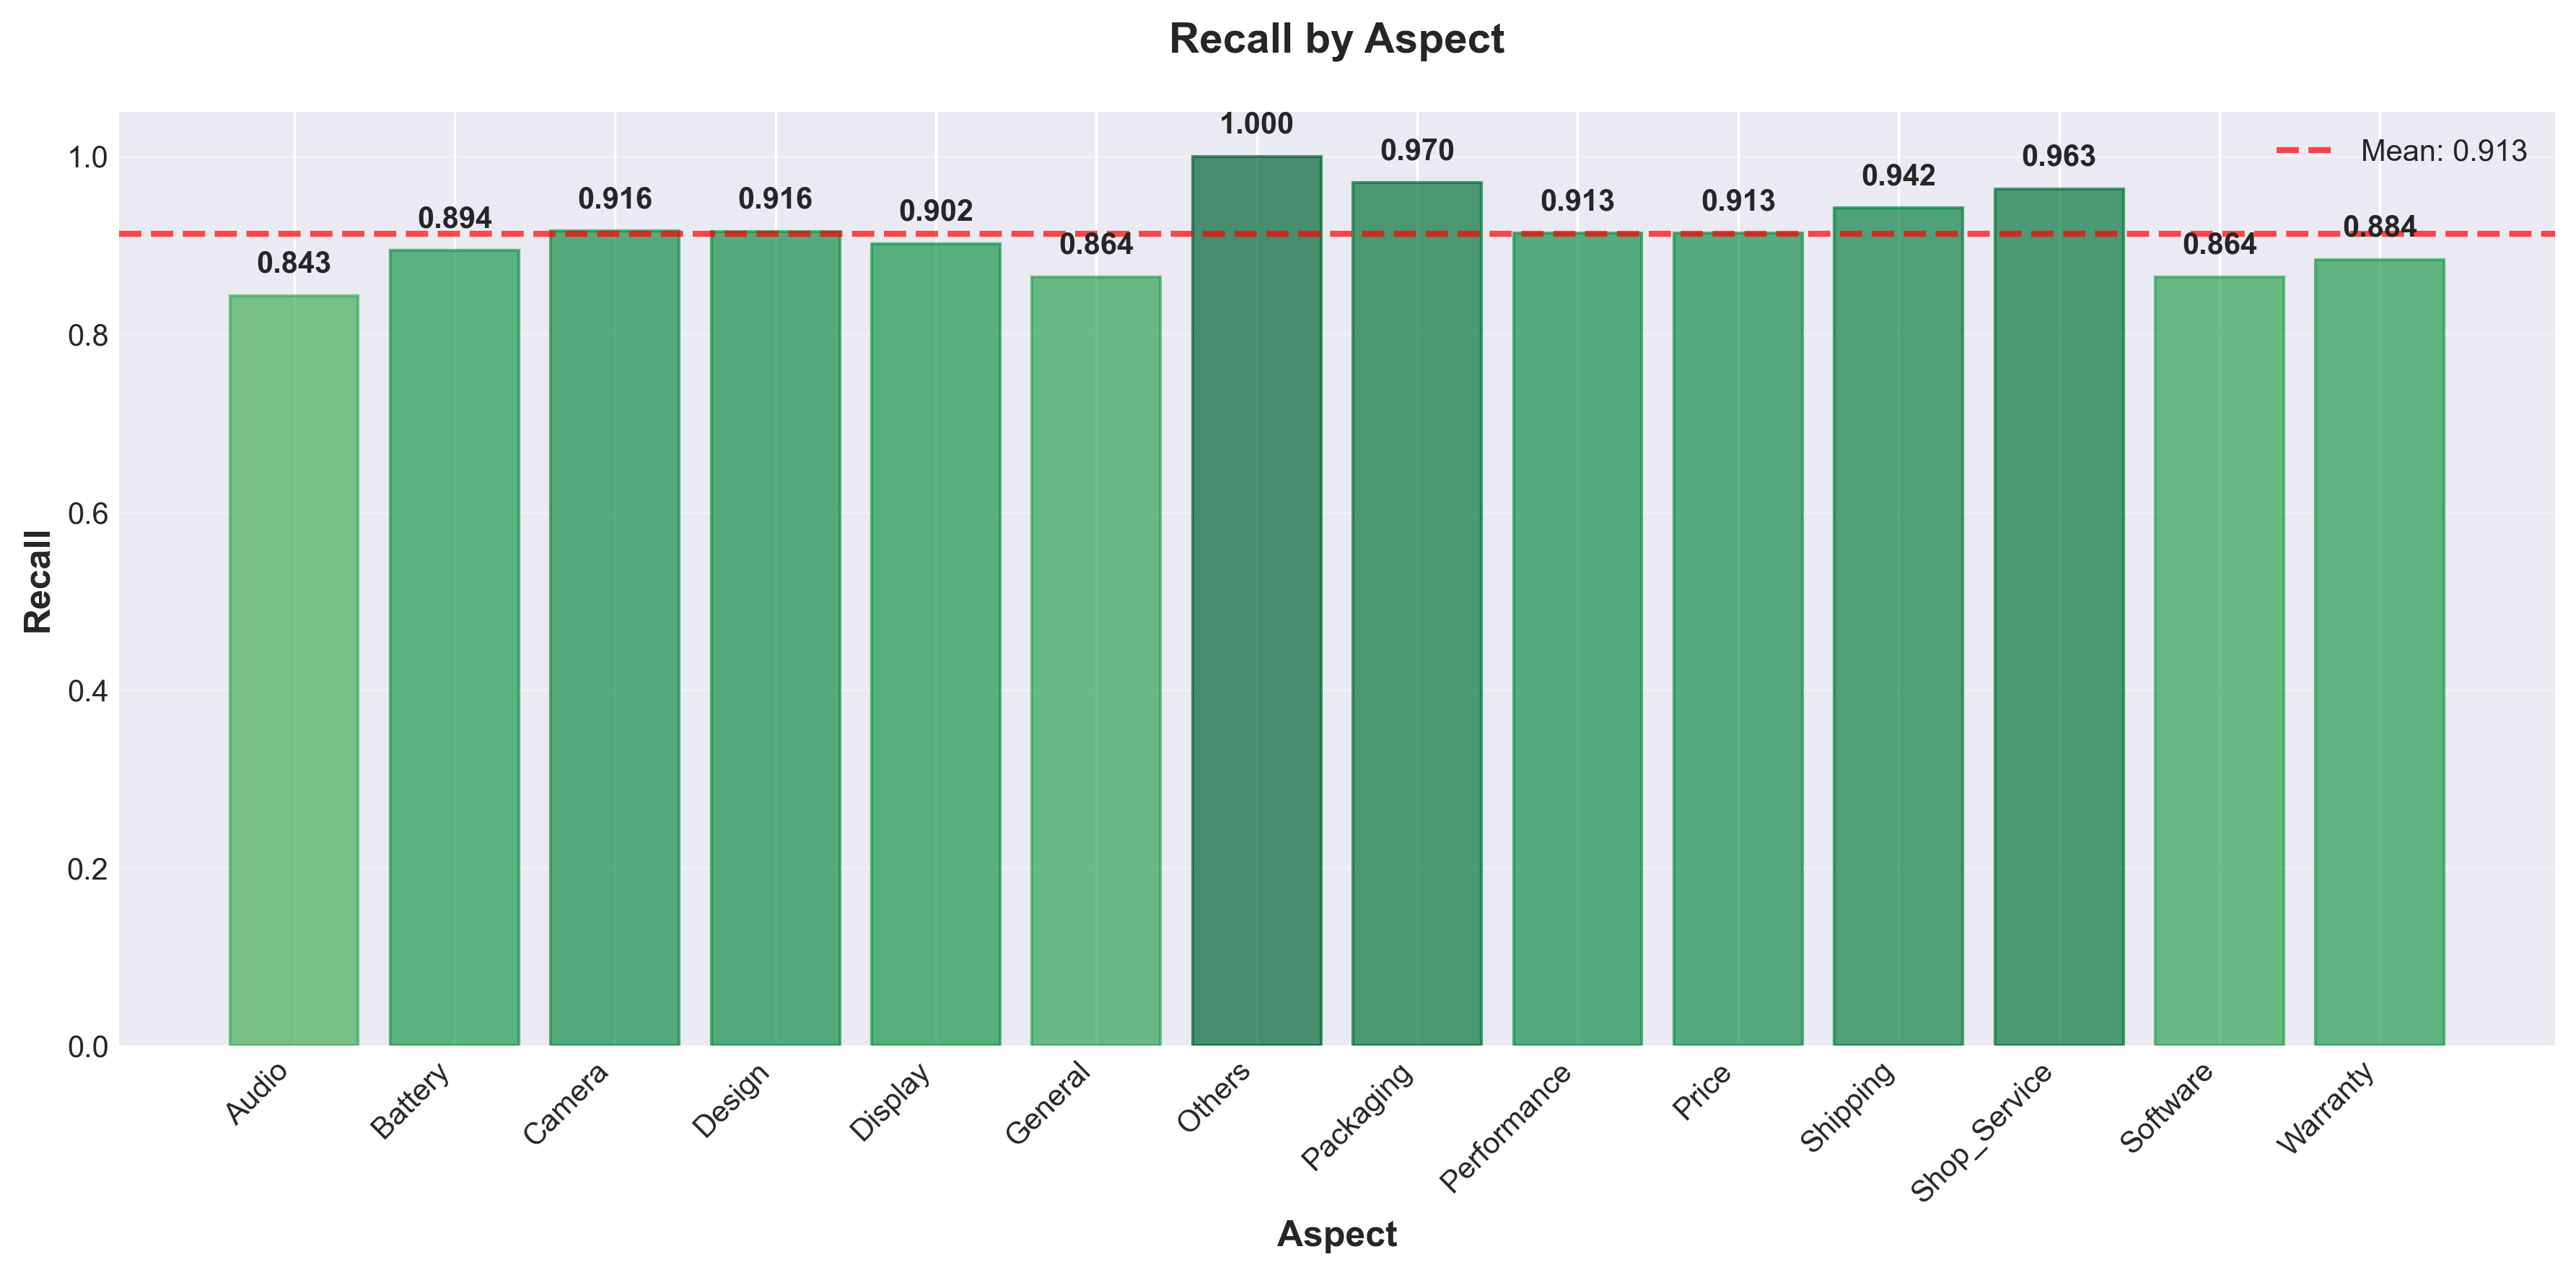 Recall by Aspect
1.000
0.970
0.963
Mean: 0.913
0.942
0.916
0.916
0.913
0.913
0.902
0.894
0.884
0.864
0.864
0.843
1.0
0.8
0.6
0.4
0.2
0.0
Recall
Audio
Battery
Camera
Design
Display
General
Others
Packaging
Performance
Price
Shipping
Shop_Service
Software
Warranty
Aspect